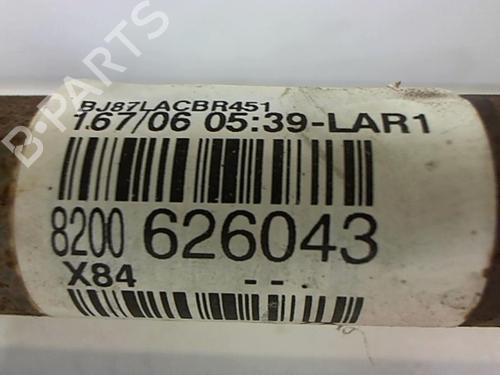 B-PARTS
BJ87LACBR451
167/06 05:39-LAR1
8200 626043
X84 - - .